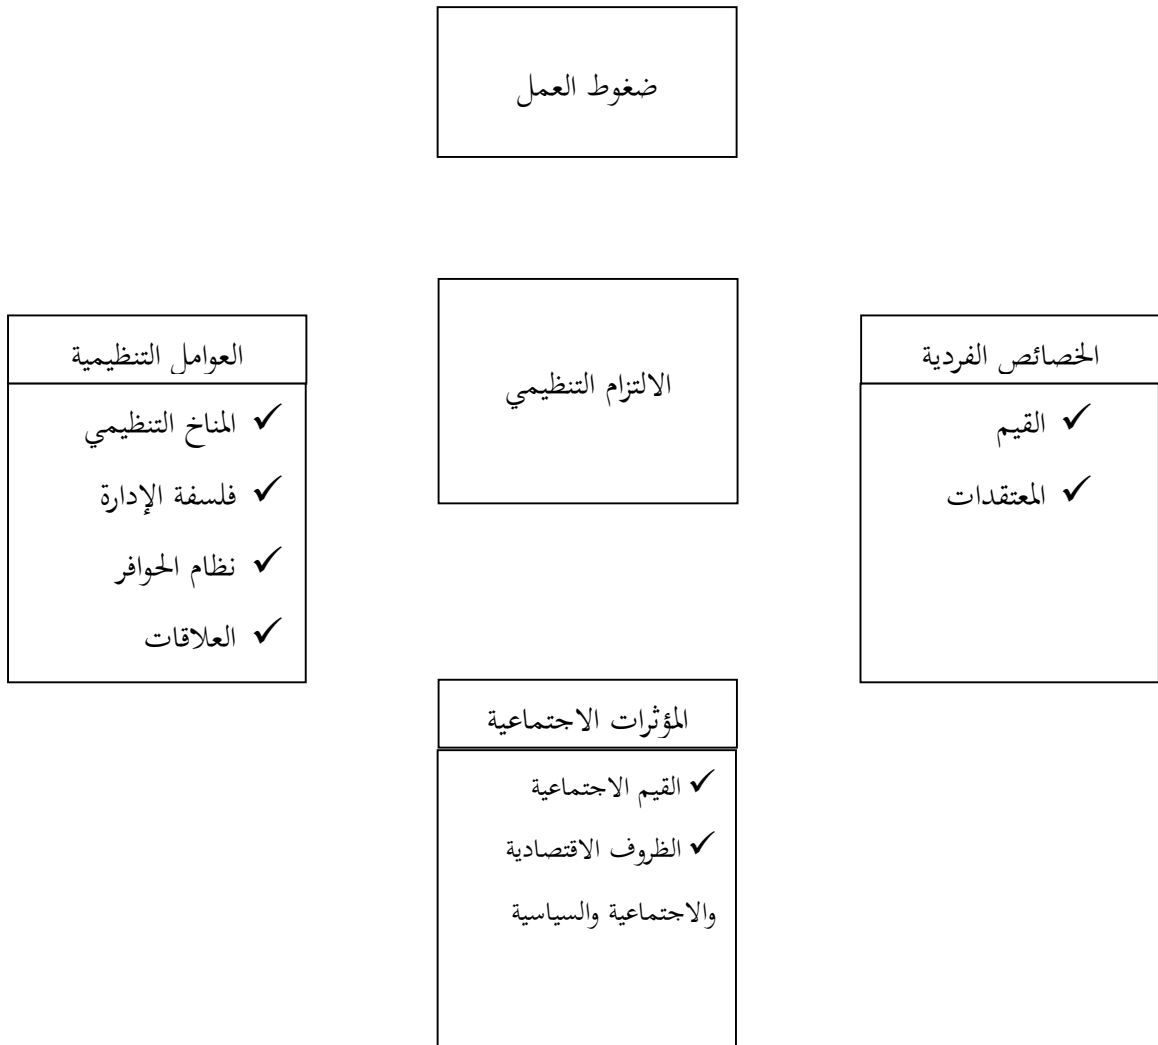 ضغوط العمل
الالتزام التنظيمي
الخصائص الفردية
✓ القيم
✓ المعتقدات
العوامل التنظيمية
✓ المناخ التنظيمي
✓ فلسفة الإدارة
✓ نظام الحوافر
✓ العلاقات
المؤثرات الاجتماعية
✓ القيم الاجتماعية
✓ الظروف الاقتصادية
والاجتماعية والسياسية